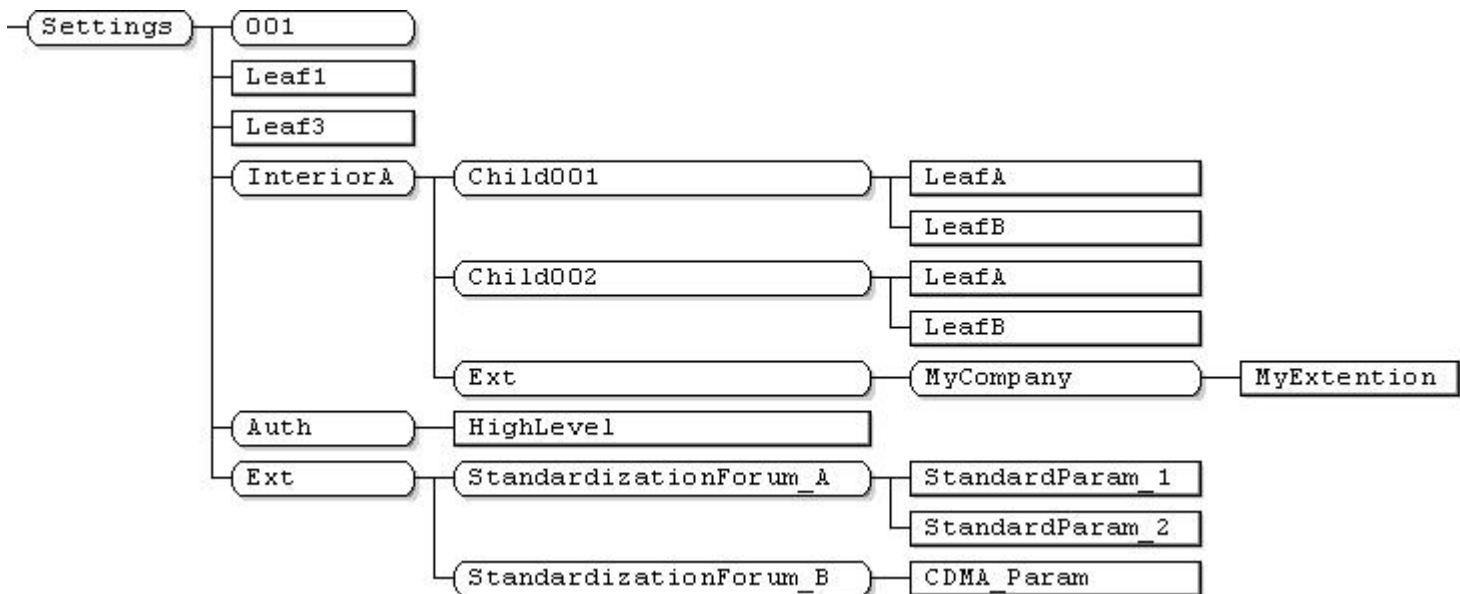 Settings 001
Leaf1
Leaf3
InteriorA Child001 LeafA
LeafB
Child002 LeafA
LeafB
Ext MyCompany MyExtention
Auth HighLevel
Ext StandardizationForum_A StandardParam_1
StandardParam_2
StandardizationForum_B CDMA_Param